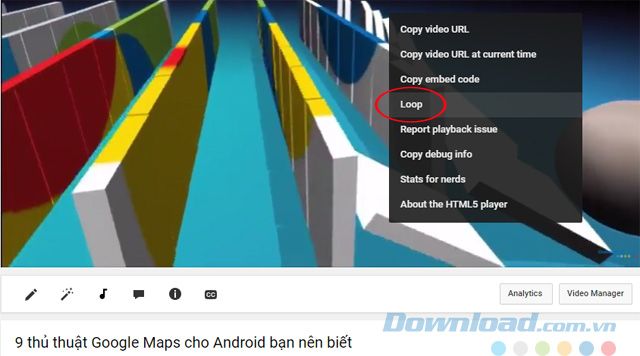 Copy video URL
Copy video URL at current time
Copy embed code
Loop
Report playback issue
Copy debug info
Stats for nerds
About the HTML5 player
CC
Analytics
Video Manager
9 thủ thuật Google Maps cho Android bạn nên biết
Download.com.vn